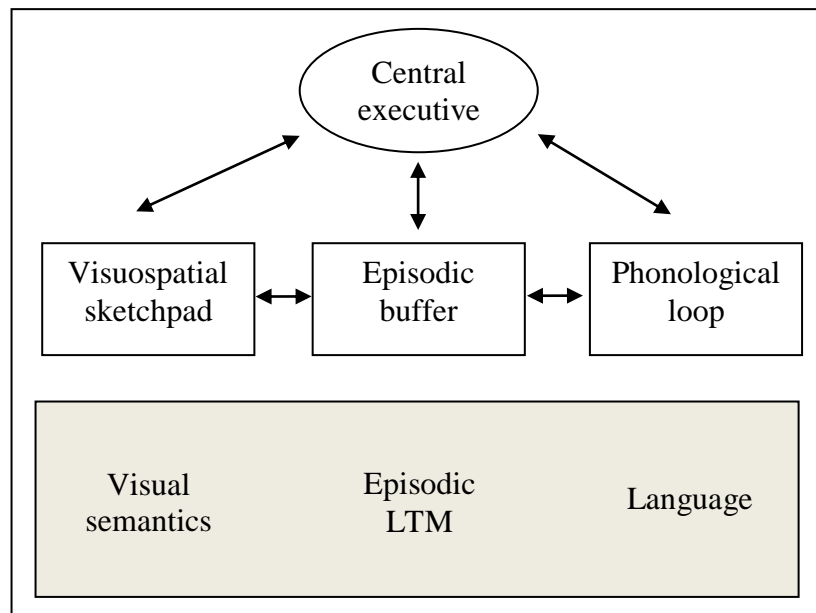 Central
executive
Visuospatial
sketchpad
Episodic
buffer
Phonological
loop
Visual
semantics
Episodic
LTM
Language